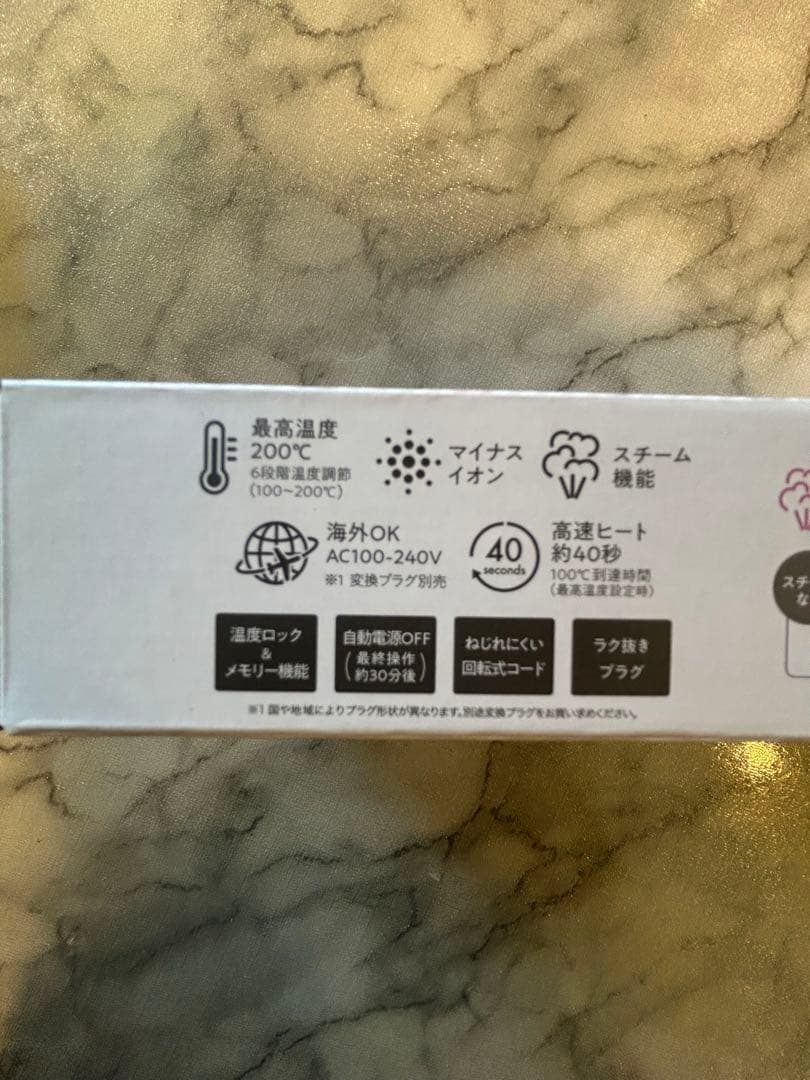 最高温度
200℃
6段階温度調節
(100~200℃)
マイナス
イオン
スチーム
機能
海外OK
AC100-240V
※1 変換プラグ別売
40
seconds
高速ヒート
約40秒
100℃到達時間
(最高温度設定時)
温度ロック
&
メモリー機能
自動電源OFF
(最終操作
約30分後)
ねじれにくい
回転式コード
ラク抜き
プラグ
スチ
な
※1 国や地域によりプラグ形状が異なります。別途変換プラグをお買い求めください。